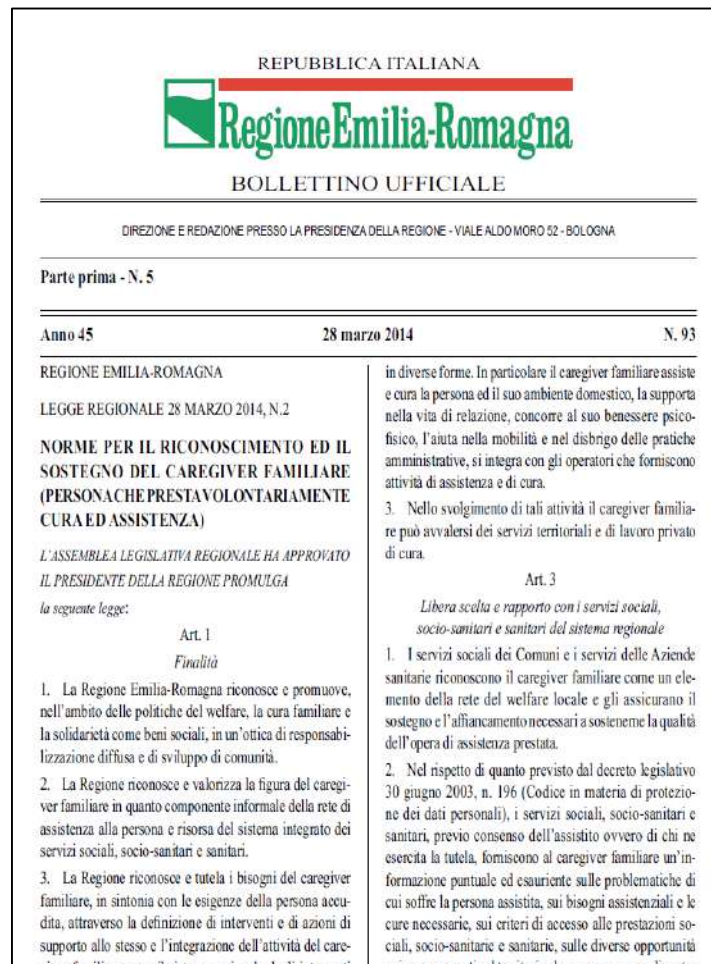 REPUBBLICA ITALIANA
RegioneEmilia-Romagna
BOLLETTINO UFFICIALE
DIREZIONE E REDAZIONE PRESSO LA PRESIDENZA DELLA REGIONE - VIALE ALDO MORO 52 - BOLOGNA
Parte prima - N. 5
Anno 45 28 marzo 2014 N. 93
REGIONE EMILIA-ROMAGNA
LEGGE REGIONALE 28 MARZO 2014, N.2
NORME PER IL RICONOSCIMENTO ED IL
SOSTEGNO DEL CAREGIVER FAMILIARE
(PERSONA CHE PRESTA VOLONTARIAMENTE
CURA ED ASSISTENZA)
L'ASSEMBLEA LEGISLATIVA REGIONALE HA APPROVATO
IL PRESIDENTE DELLA REGIONE PROMULGA
la seguente legge:
Art. 1
Finalità
1. La Regione Emilia-Romagna riconosce e promuove,
nell'ambito delle politiche del welfare, la cura familiare e
la solidarietà come beni sociali, in un'ottica di responsabi-
lizzazione diffusa e di sviluppo di comunità.
2. La Regione riconosce e valorizza la figura del caregi-
ver familiare in quanto componente informale della rete di
assistenza alla persona e risorsa del sistema integrato dei
servizi sociali, socio-sanitari e sanitari.
3. La Regione riconosce e tutela i bisogni del caregiver
familiare, in sintonia con le esigenze della persona accu-
dita, attraverso la definizione di interventi e di azioni di
supporto allo stesso e l'integrazione dell'attività del care-
in diverse forme. In particolare il caregiver familiare assiste
e cura la persona ed il suo ambiente domestico, la supporta
nella vita di relazione, concorre al suo benessere psico-
fisico, l'aiuta nella mobilità e nel disbrigo delle pratiche
amministrative, si integra con gli operatori che forniscono
attività di assistenza e di cura.
3. Nello svolgimento di tali attività il caregiver familia-
re può avvalersi dei servizi territoriali e di lavoro privato
di cura.
Art. 3
Libera scelta e rapporto con i servizi sociali,
socio-sanitari e sanitari del sistema regionale
1. I servizi sociali dei Comuni e i servizi delle Aziende
sanitarie riconoscono il caregiver familiare come un ele-
mento della rete del welfare locale e gli assicurano il
sostegno e l'affiancamento necessari a sostenerne la qualità
dell'opera di assistenza prestata.
2. Nel rispetto di quanto previsto dal decreto legislativo
30 giugno 2003, n. 196 (Codice in materia di protezio-
ne dei dati personali), i servizi sociali, socio-sanitari e
sanitari, previo consenso dell'assistito ovvero di chi ne
esercita la tutela, forniscono al caregiver familiare un'in-
formazione puntuale ed esauriente sulle problematiche di
cui soffre la persona assistita, sui bisogni assistenziali e le
cure necessarie, sui criteri di accesso alle prestazioni so-
ciali, socio-sanitarie e sanitarie, sulle diverse opportunità